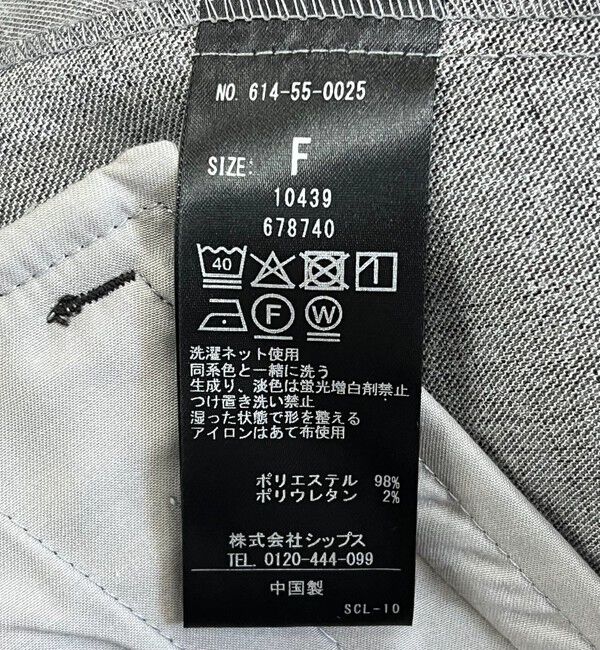 NO. 614-55-0025
SIZE: F
10439
678740
40
F W
洗濯ネット使用
同系色と一緒に洗う
生成り、淡色は蛍光増白剤禁止
つけ置き洗い禁止
湿った状態で形を整える
アイロンはあて布使用
ポリエステル 98%
ポリウレタン 2%
株式会社シップス
TEL. 0120-444-099
中国製
SCL-10